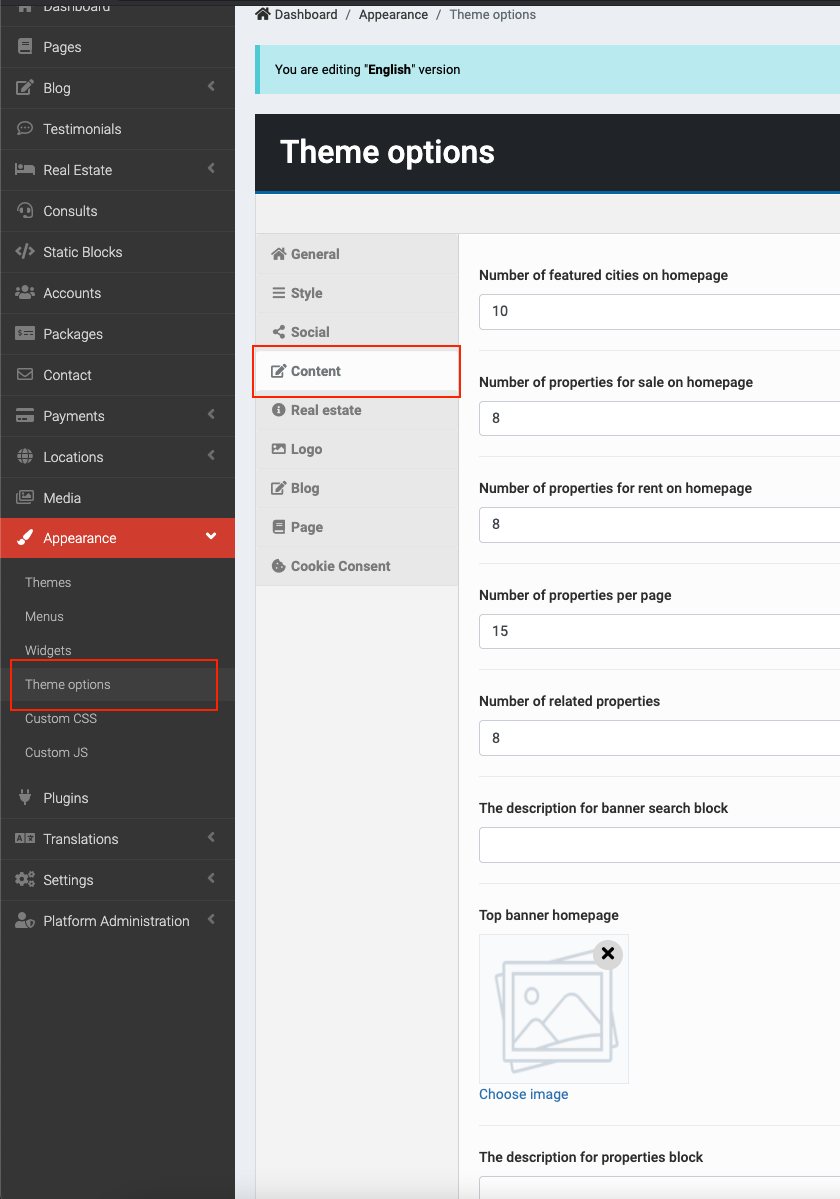 Dashboard
Pages
Blog
Testimonials
Real Estate
Consults
Static Blocks
Accounts
Packages
Contact
Payments
Locations
Media
Appearance
Themes
Menus
Widgets
Theme options
Custom CSS
Custom JS
Plugins
Translations
Settings
Platform Administration
Dashboard / Appearance / Theme options
You are editing "English" version
Theme options
General
Style
Social
Content
Real estate
Logo
Blog
Page
Cookie Consent
Number of featured cities on homepage
10
Number of properties for sale on homepage
8
Number of properties for rent on homepage
8
Number of properties per page
15
Number of related properties
8
The description for banner search block
Top banner homepage
Choose image
The description for properties block